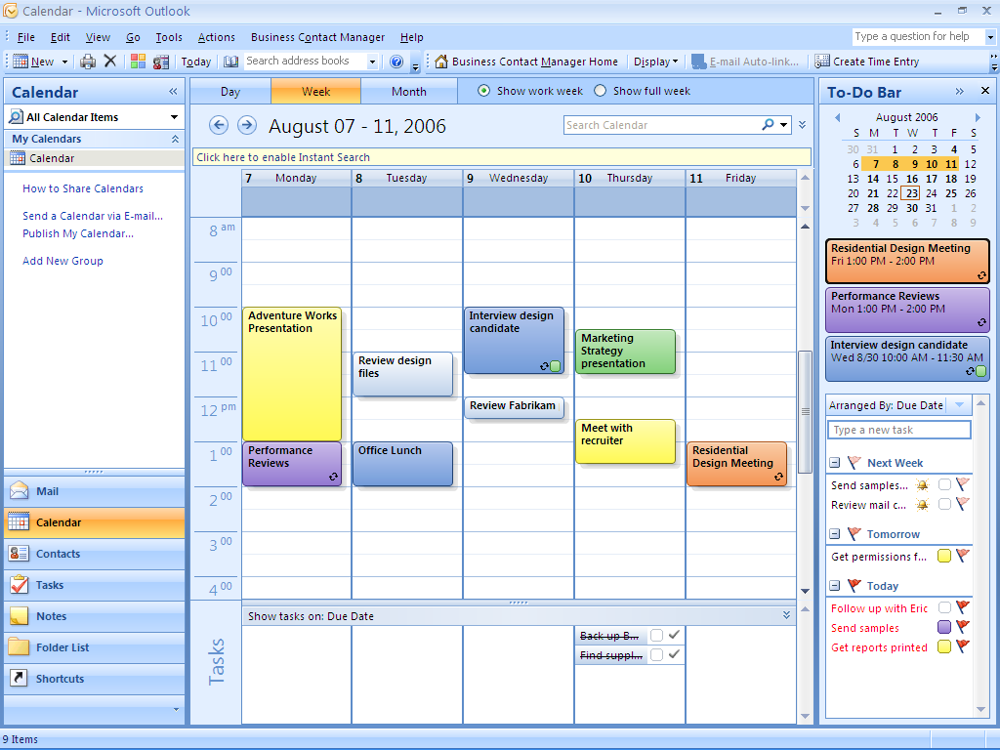 Calendar - Microsoft Outlook
File Edit View Go Tools Actions Business Contact Manager Help
Type a question for help
New Today Search address books Business Contact Manager Home Display E-mail Auto-link... Create Time Entry
Calendar «
All Calendar Items
My Calendars
Calendar
How to Share Calendars
Send a Calendar via E-mail...
Publish My Calendar...
Add New Group
Mail
Calendar
Contacts
Tasks
Notes
Folder List
Shortcuts
Day Week Month Show work week Show full week
August 07 - 11, 2006
Search Calendar
Click here to enable Instant Search
7 Monday 8 Tuesday 9 Wednesday 10 Thursday 11 Friday
8 am
9 00
10 00
11 00
12 pm
1 00
2 00
3 00
4 00
Adventure Works
Presentation
Performance
Reviews
Review design
files
Office Lunch
Interview design
candidate
Review Fabrikam
Marketing
Strategy
presentation
Meet with
recruiter
Residential
Design Meeting
Show tasks on: Due Date
Tasks
Back up B...
Find suppl...
To-Do Bar »
August 2006
S M T W T F S
30 31 1 2 3 4 5
6 7 8 9 10 11 12
13 14 15 16 17 18 19
20 21 22 23 24 25 26
27 28 29 30 31 1 2
3 4 5 6 7 8 9
Residential Design Meeting
Fri 1:00 PM - 2:00 PM
Performance Reviews
Mon 1:00 PM - 2:00 PM
Interview design candidate
Wed 8/30 10:00 AM - 11:30 AM
Arranged By: Due Date
Type a new task
Next Week
Send samples...
Review mail c...
Tomorrow
Get permissions f...
Today
Follow up with Eric
Send samples
Get reports printed
9 Items